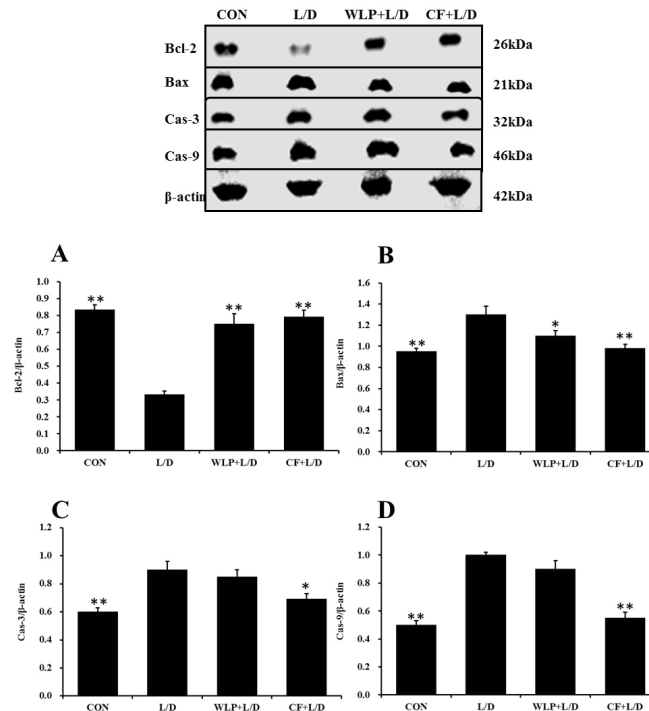 CON L/D WLP+L/D CF+L/D
Bcl-2 26kDa
Bax 21kDa
Cas-3 32kDa
Cas-9 46kDa
β-actin 42kDa
A
1.0
0.9
0.8
0.7
0.6
0.5
0.4
0.3
0.2
0.1
0.0
Bcl-2/β-actin
** ** **
CON L/D WLP+L/D CF+L/D
B
1.6
1.4
1.2
1.0
0.8
0.6
0.4
0.2
0.0
Bax/β-actin
** * **
CON L/D WLP+L/D CF+L/D
C
1.2
1.0
0.8
0.6
0.4
0.2
0.0
Cas-3/β-actin
** *
CON L/D WLP+L/D CF+L/D
D
1.2
1.0
0.8
0.6
0.4
0.2
0.0
Cas-9/β-actin
** **
CON L/D WLP+L/D CF+L/D